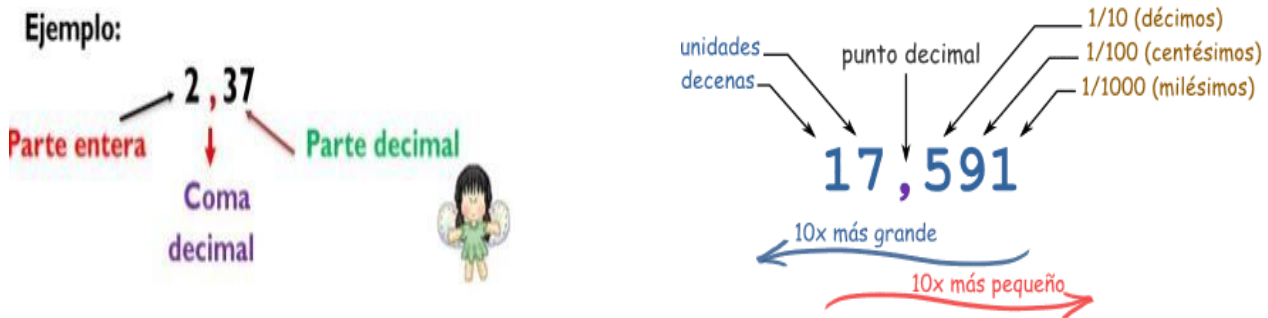 Ejemplo:
2 , 37
Parte entera
Parte decimal
Coma
decimal
unidades
decenas
punto decimal
1/10 (décimos)
1/100 (centésimos)
1/1000 (milésimos)
17,591
10x más grande
10x más pequeño